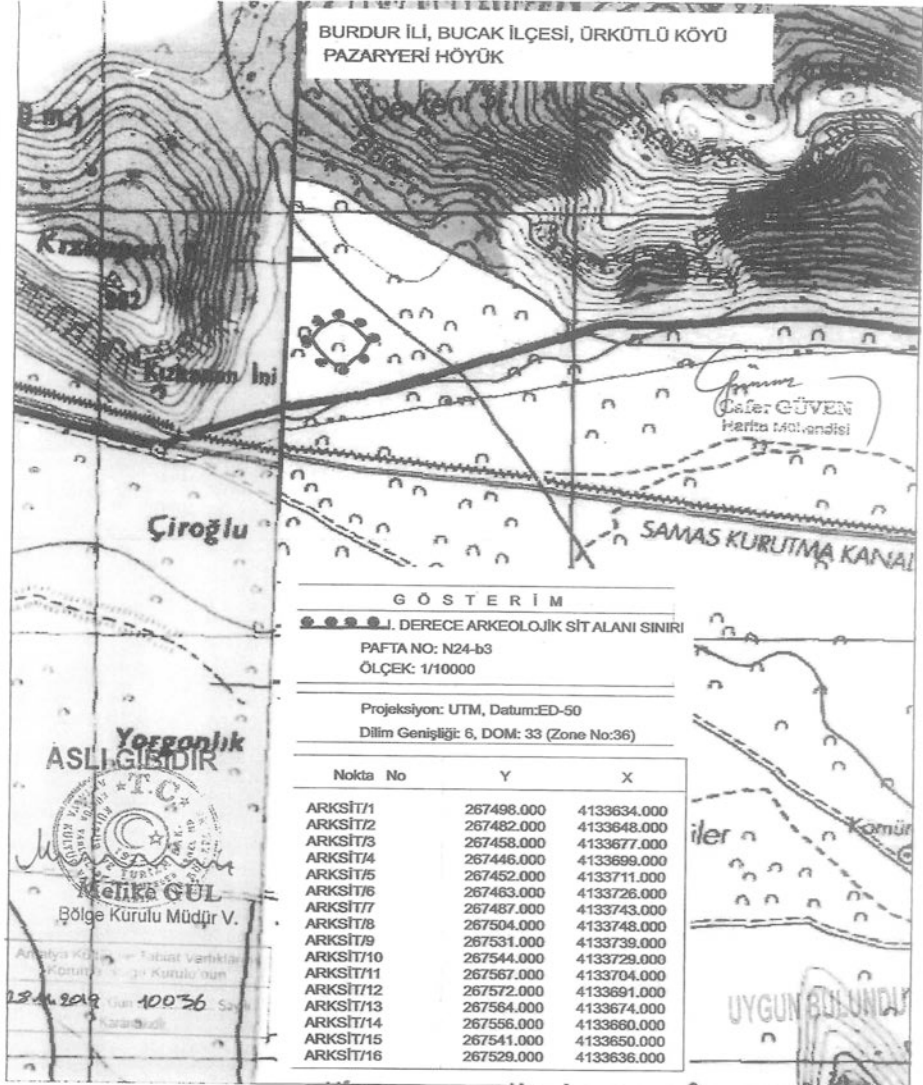 BURDUR İLİ, BUCAK İLÇESİ, ÜRKÜTLÜ KÖYÜ
PAZARYERİ HÖYÜK
Kızkapan İni
Cafer GÜVEN
Harita Mühendisi
Çiroğlu
SAMAS KURUTMA KANAL
GÖSTERİM
I. DERECE ARKEOLOJİK SİT ALANI SINIRI
PAFTA NO: N24-b3
ÖLÇEK: 1/10000
Projeksiyon: UTM, Datum:ED-50
Dilim Genişliği: 6, DOM: 33 (Zone No:36)
Yorganlık
ASLI GİBİDİR
T.C.
Melike GÜL
Bölge Kurulu Müdür V.
Nokta No Y X
ARKSİT/1 267498.000 4133634.000
ARKSİT/2 267482.000 4133648.000
ARKSİT/3 267458.000 4133677.000
ARKSİT/4 267446.000 4133699.000
ARKSİT/5 267452.000 4133711.000
ARKSİT/6 267463.000 4133726.000
ARKSİT/7 267487.000 4133743.000
ARKSİT/8 267504.000 4133748.000
ARKSİT/9 267531.000 4133739.000
ARKSİT/10 267544.000 4133729.000
ARKSİT/11 267567.000 4133704.000
ARKSİT/12 267572.000 4133691.000
ARKSİT/13 267564.000 4133674.000
ARKSİT/14 267556.000 4133660.000
ARKSİT/15 267541.000 4133650.000
ARKSİT/16 267529.000 4133636.000
iler
Kömür
10036
UYGUN BULUNDU